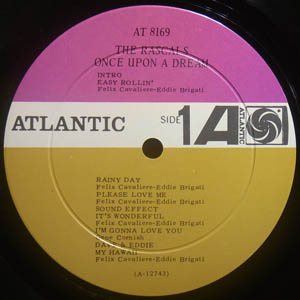 AT 8169
THE RASCALS
ONCE UPON A DREAM
INTRO
EASY ROLLIN'
Felix Cavaliere-Eddie Brigati
ATLANTIC
SIDE 1
A
ATLANTIC
RAINY DAY
Felix Cavaliere-Eddie Brigati
PLEASE LOVE ME
Felix Cavaliere-Eddie Brigati
SOUND EFFECT
IT'S WONDERFUL
Felix Cavaliere-Eddie Brigati
I'M GONNA LOVE YOU
Gene Cornish
DAVE & EDDIE
MY HAWAII
Felix Cavaliere-Eddie Brigati
(A-12743)